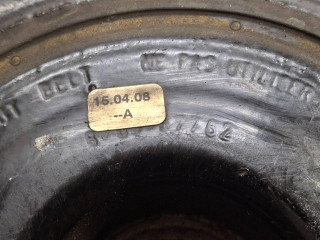 NE PAS UTILISER
UT BELT
15.04.08
--A